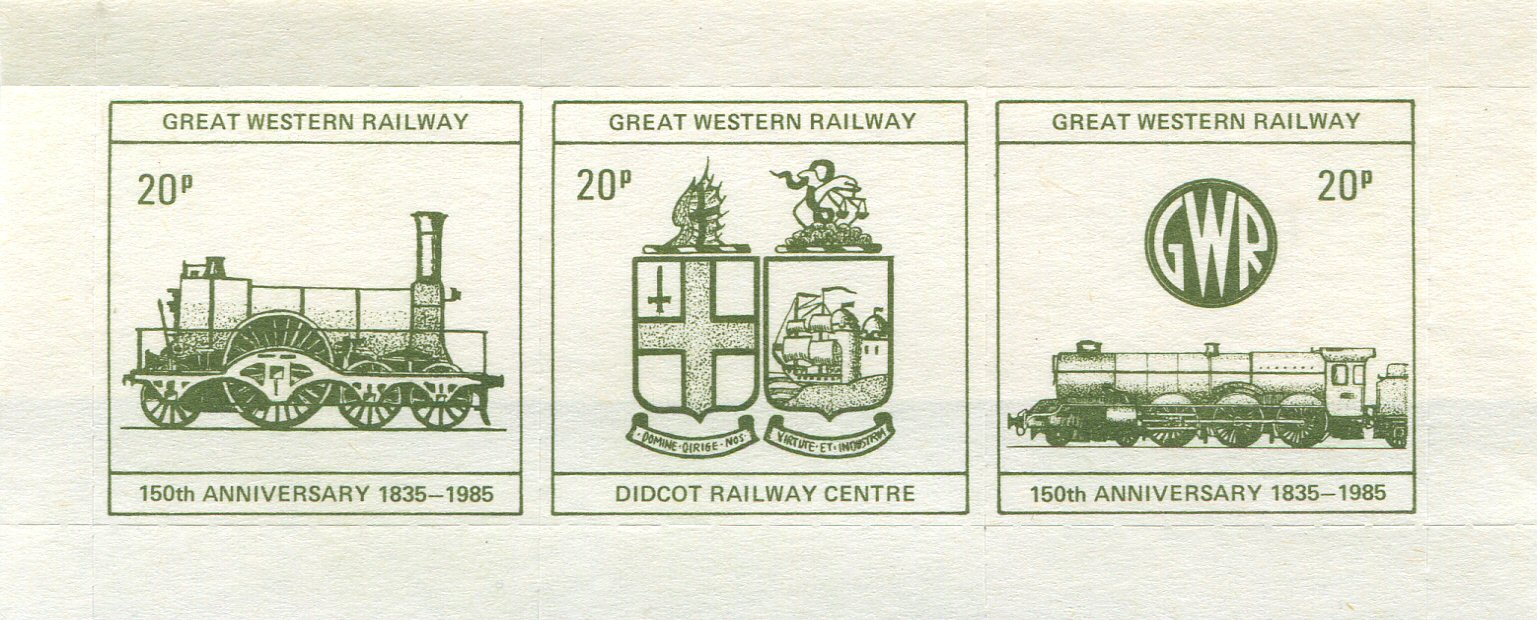 GREAT WESTERN RAILWAY
20p
150th ANNIVERSARY 1835–1985
GREAT WESTERN RAILWAY
20p
·DOMINE·DIRIGE·NOS·
VIRTUTE·ET·INDUSTRIA
DIDCOT RAILWAY CENTRE
GREAT WESTERN RAILWAY
GWR
20p
150th ANNIVERSARY 1835–1985